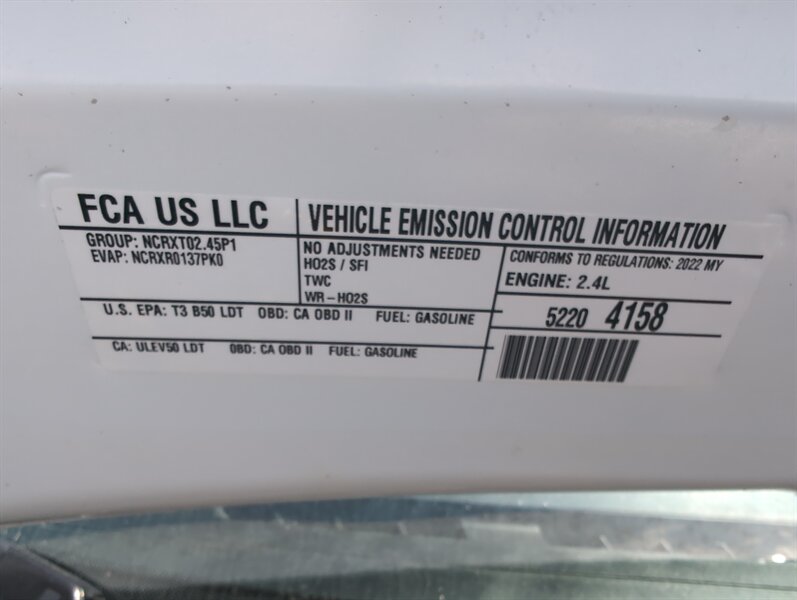 FCA US LLC
VEHICLE EMISSION CONTROL INFORMATION
GROUP: NCRXT02.45P1
EVAP: NCRXR0137PK0
NO ADJUSTMENTS NEEDED
HO2S / SFI
TWC
WR-HO2S
CONFORMS TO REGULATIONS: 2022 MY
ENGINE: 2.4L
U.S. EPA: T3 B50 LDT OBD: CA OBD II FUEL: GASOLINE
5220 4158
CA: ULEV50 LDT OBD: CA OBD II FUEL: GASOLINE